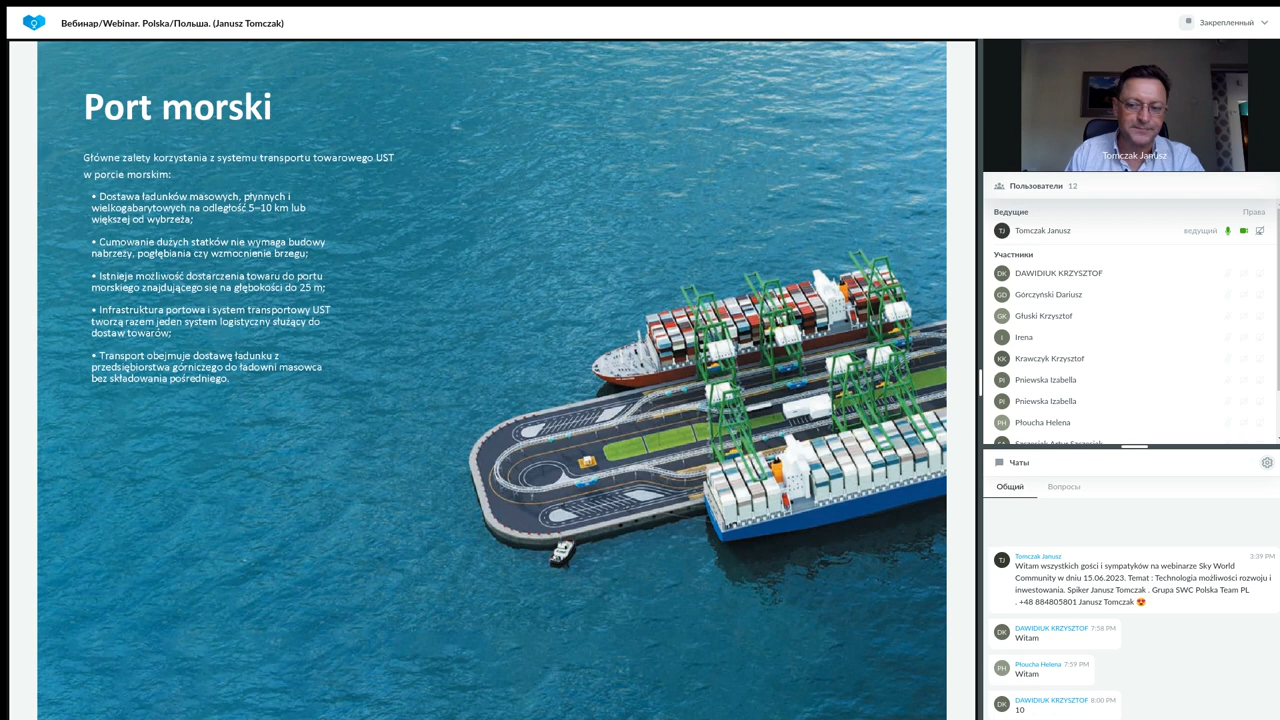 Вебинар/Webinar. Polska/Польша. (Janusz Tomczak)
Закрепленный
Port morski
Główne zalety korzystania z systemu transportu towarowego UST
w porcie morskim:
• Dostawa ładunków masowych, płynnych i
wielkogabarytowych na odległość 5–10 km lub
większej od wybrzeża;
• Cumowanie dużych statków nie wymaga budowy
nabrzeży, pogłębiania czy wzmocnienie brzegu;
• Istnieje możliwość dostarczenia towaru do portu
morskiego znajdującego się na głębokości do 25 m;
• Infrastruktura portowa i system transportowy UST
tworzą razem jeden system logistyczny służący do
dostaw towarów;
• Transport obejmuje dostawę ładunku z
przedsiębiorstwa górniczego do ładowni masowca
bez składowania pośredniego.
Tomczak Janusz
Пользователи 12
Ведущие Права
TJ Tomczak Janusz ведущий
Участники
DK DAWIDIUK KRZYSZTOF
GD Górczyński Dariusz
GK Głuski Krzysztof
I Irena
KK Krawczyk Krzysztof
PI Pniewska Izabella
PI Pniewska Izabella
PH Płoucha Helena
Чаты
Общий Вопросы
TJ Tomczak Janusz 3:39 PM
Witam wszystkich gości i sympatyków na webinarze Sky World
Community w dniu 15.06.2023. Temat : Technologia możliwości rozwoju i
inwestowania. Spiker Janusz Tomczak . Grupa SWC Polska Team PL
. +48 884805801 Janusz Tomczak 😍
DK DAWIDIUK KRZYSZTOF 7:58 PM
Witam
PH Płoucha Helena 7:59 PM
Witam
DK DAWIDIUK KRZYSZTOF 8:00 PM
10